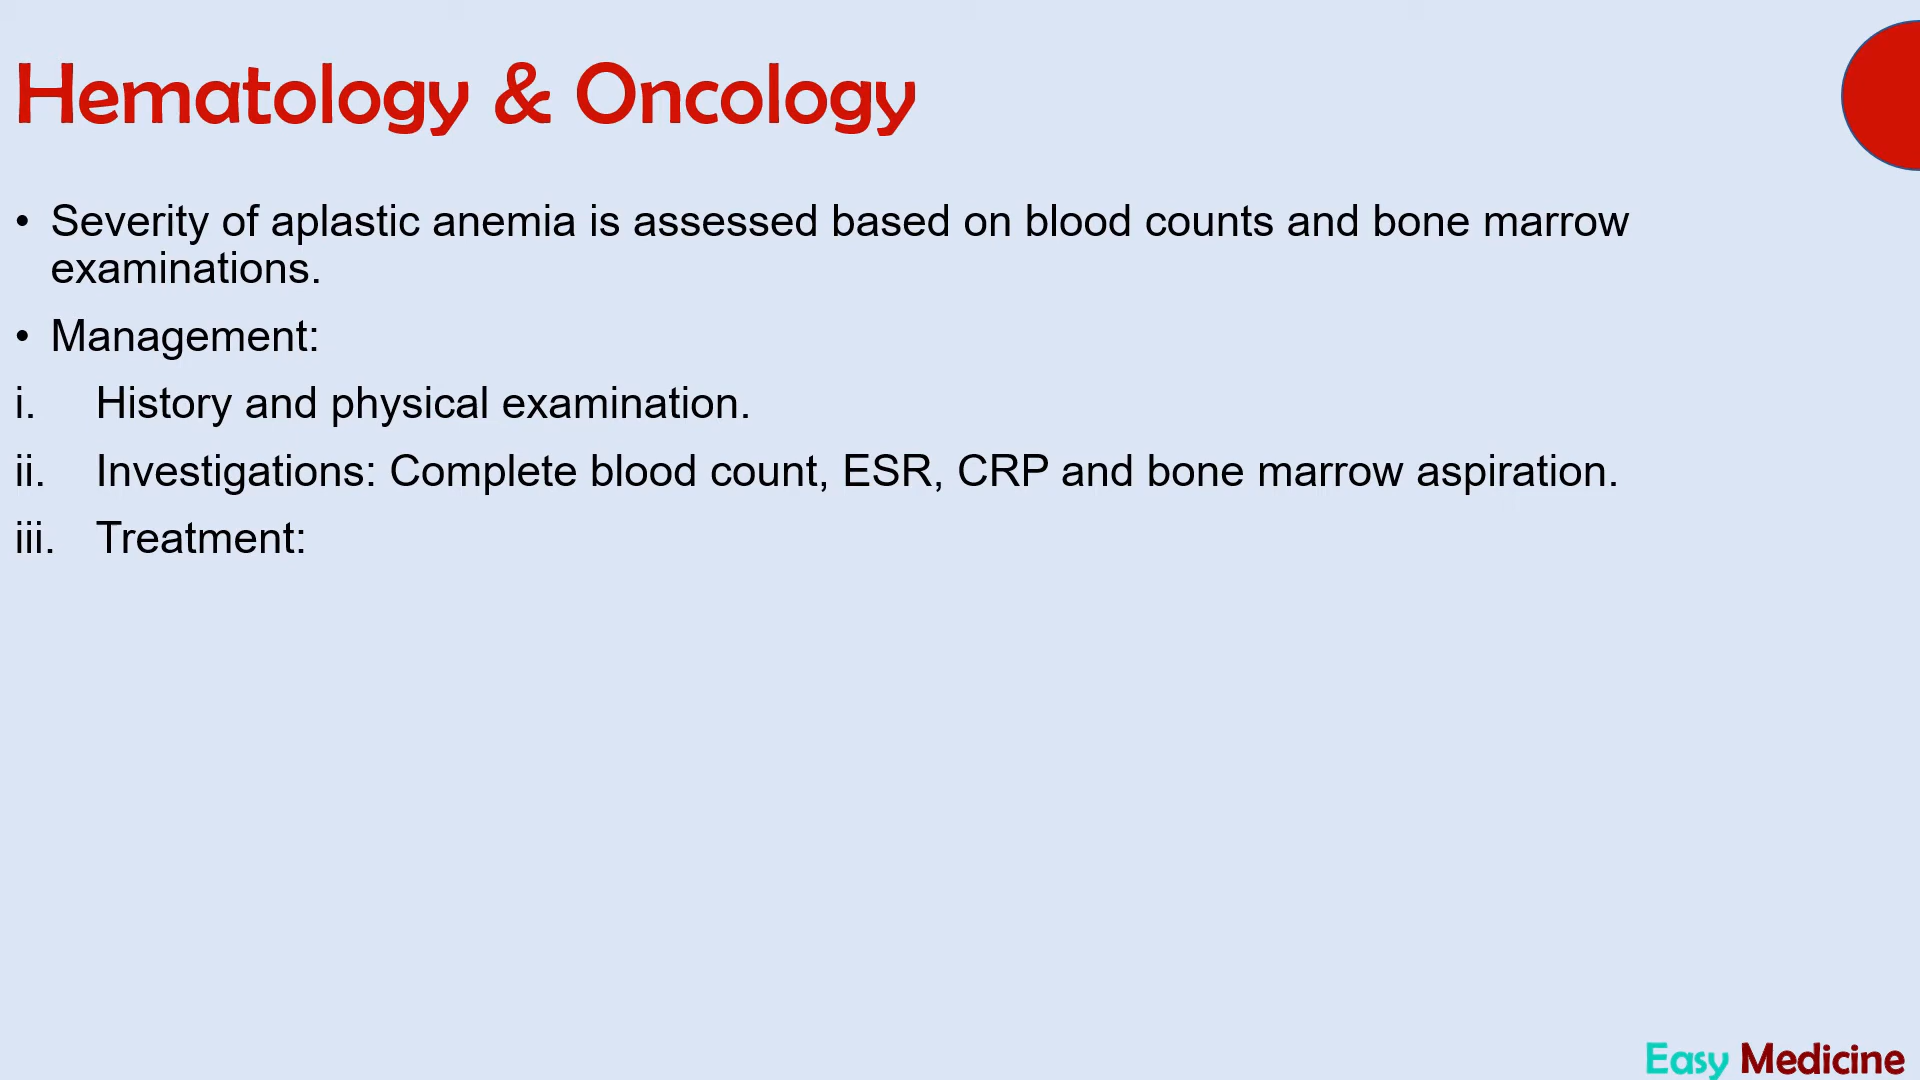 Hematology & Oncology
• Severity of aplastic anemia is assessed based on blood counts and bone marrow
examinations.
• Management:
i. History and physical examination.
ii. Investigations: Complete blood count, ESR, CRP and bone marrow aspiration.
iii. Treatment:
Easy Medicine